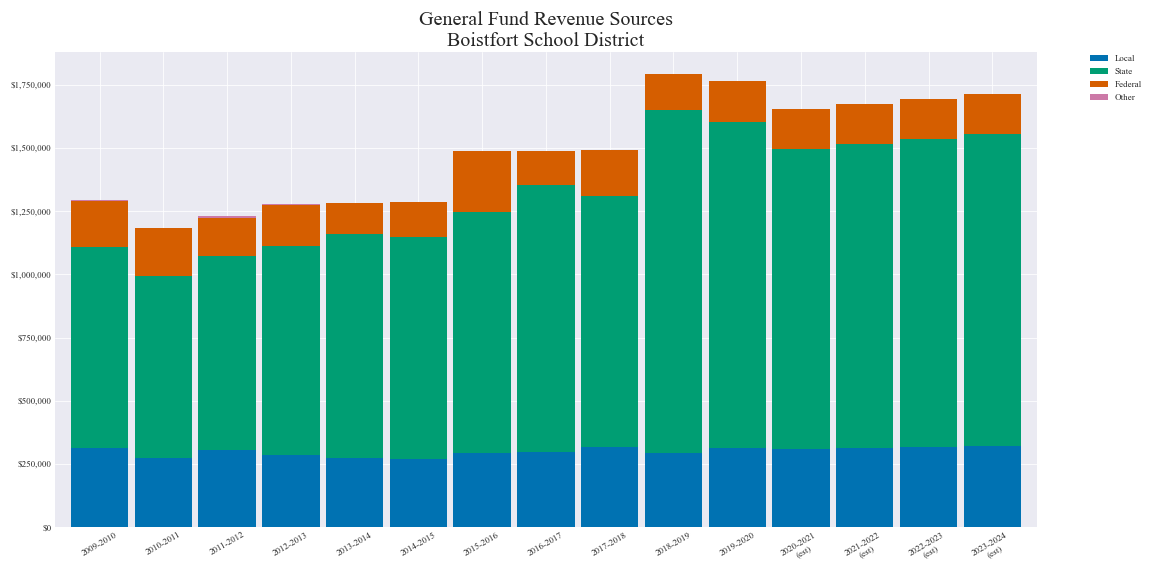 General Fund Revenue Sources
Boistfort School District
Local
State
Federal
Other
$1,750,000
$1,500,000
$1,250,000
$1,000,000
$750,000
$500,000
$250,000
$0
2009-2010
2010-2011
2011-2012
2012-2013
2013-2014
2014-2015
2015-2016
2016-2017
2017-2018
2018-2019
2019-2020
2020-2021
(est)
2021-2022
(est)
2022-2023
(est)
2023-2024
(est)